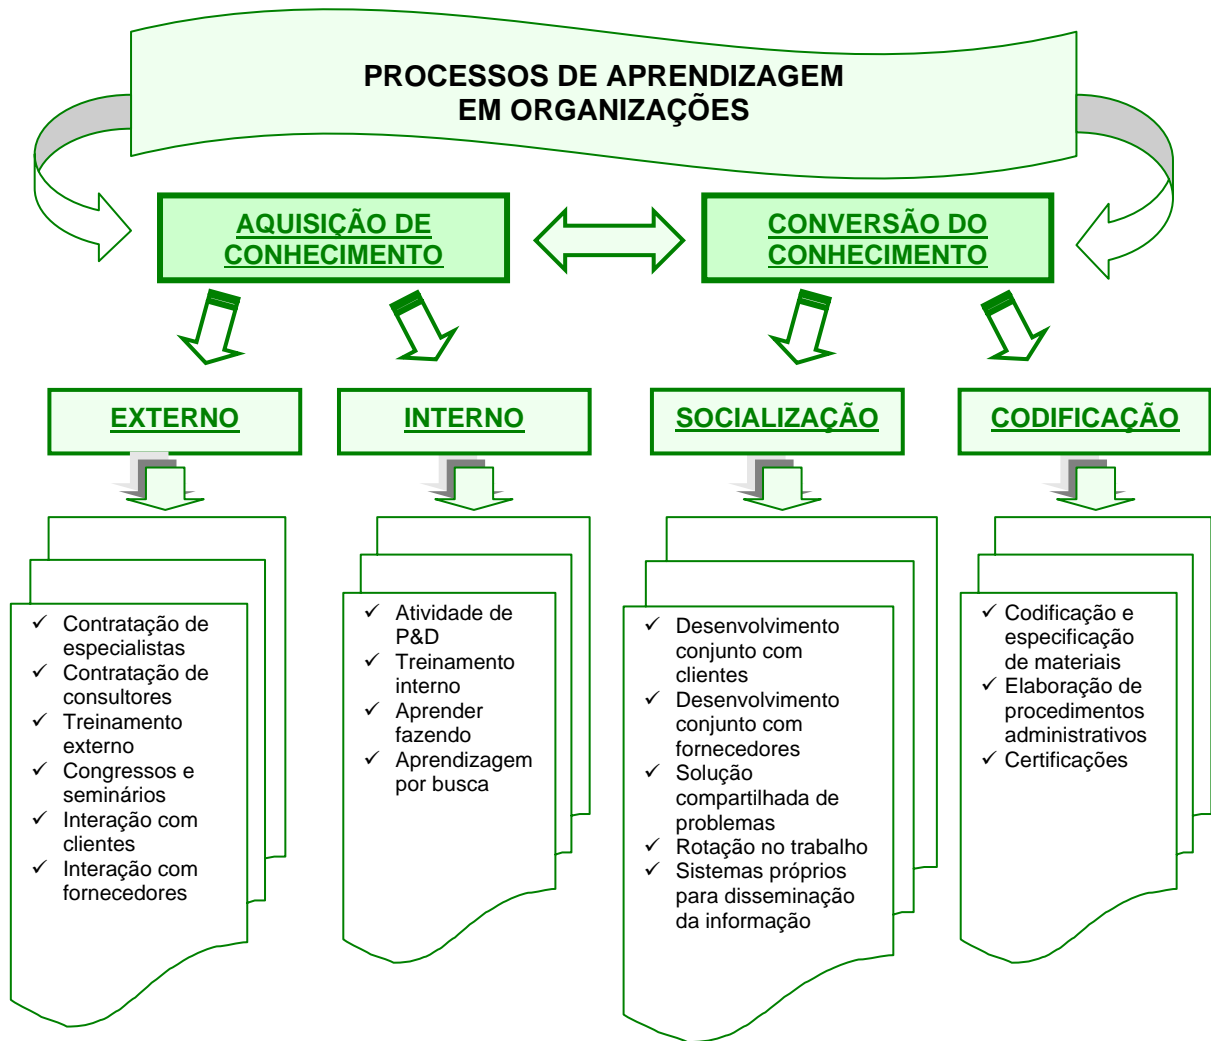 PROCESSOS DE APRENDIZAGEM
EM ORGANIZAÇÕES
AQUISIÇÃO DE
CONHECIMENTO
CONVERSÃO DO
CONHECIMENTO
EXTERNO
INTERNO
SOCIALIZAÇÃO
CODIFICAÇÃO
✓ Contratação de
especialistas
✓ Contratação de
consultores
✓ Treinamento
externo
✓ Congressos e
seminários
✓ Interação com
clientes
✓ Interação com
fornecedores
✓ Atividade de
P&D
✓ Treinamento
interno
✓ Aprender
fazendo
✓ Aprendizagem
por busca
✓ Desenvolvimento
conjunto com
clientes
✓ Desenvolvimento
conjunto com
fornecedores
✓ Solução
compartilhada de
problemas
✓ Rotação no trabalho
✓ Sistemas próprios
para disseminação
da informação
✓ Codificação e
especificação
de materiais
✓ Elaboração de
procedimentos
administrativos
✓ Certificações